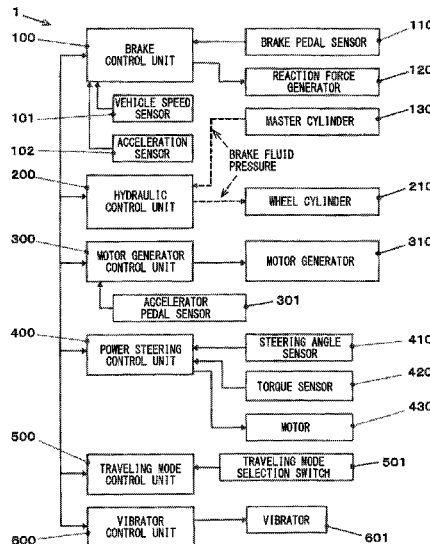 1
100
BRAKE
CONTROL UNIT
BRAKE PEDAL SENSOR
110
REACTION FORCE
GENERATOR
120
101
VEHICLE SPEED
SENSOR
MASTER CYLINDER
130
102
ACCELERATION
SENSOR
BRAKE FLUID
PRESSURE
200
HYDRAULIC
CONTROL UNIT
WHEEL CYLINDER
210
300
MOTOR GENERATOR
CONTROL UNIT
MOTOR GENERATOR
310
ACCELERATOR
PEDAL SENSOR
301
400
POWER STEERING
CONTROL UNIT
STEERING ANGLE
SENSOR
410
TORQUE SENSOR
420
MOTOR
430
500
TRAVELING MODE
CONTROL UNIT
TRAVELING MODE
SELECTION SWITCH
501
600
VIBRATOR
CONTROL UNIT
VIBRATOR
601